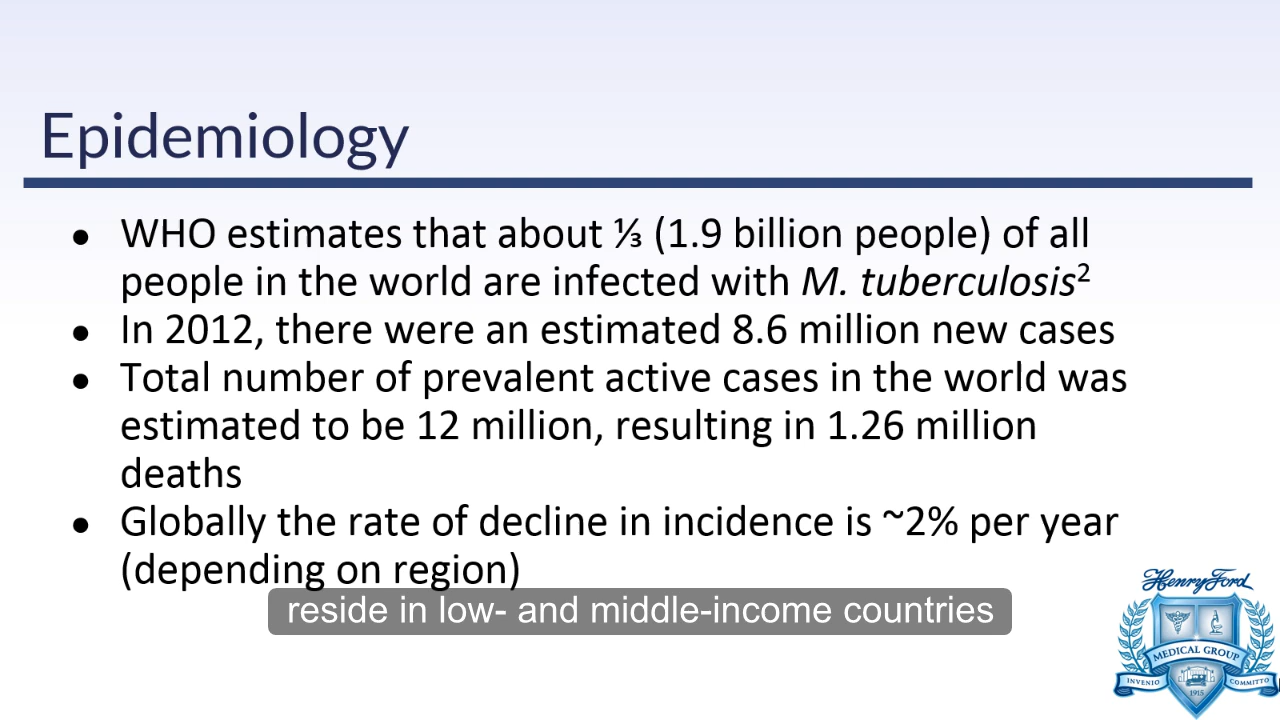 Epidemiology
● WHO estimates that about ⅓ (1.9 billion people) of all
people in the world are infected with M. tuberculosis²
● In 2012, there were an estimated 8.6 million new cases
● Total number of prevalent active cases in the world was
estimated to be 12 million, resulting in 1.26 million
deaths
● Globally the rate of decline in incidence is ~2% per year
(depending on region)
reside in low- and middle-income countries
Henry Ford
MEDICAL GROUP
INVENIO
COMMITTO
1915